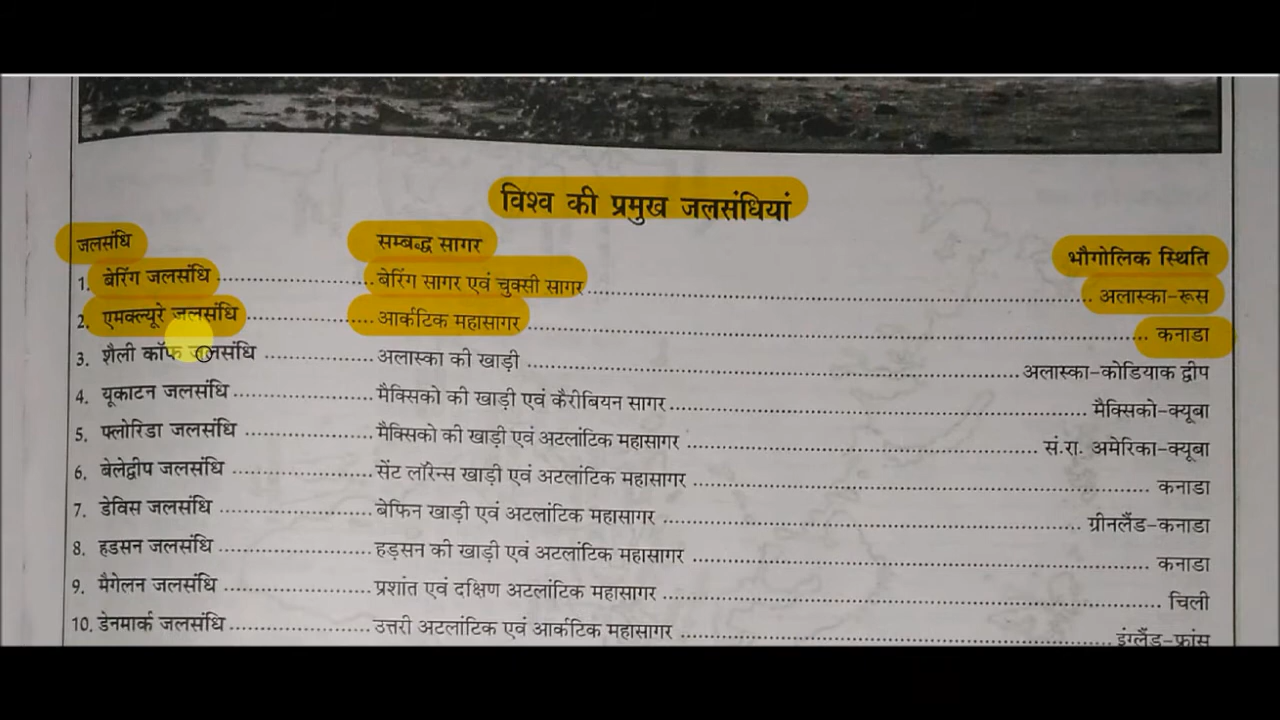 विश्व की प्रमुख जलसंधियां
जलसंधि सम्बद्ध सागर भौगोलिक स्थिति
1. बेरिंग जलसंधि ................ बेरिंग सागर एवं चुक्सी सागर ................ अलास्का-रूस
2. एमक्ल्यूरे जलसंधि ................ आर्कटिक महासागर ................ कनाडा
3. शैली कॉफ जलसंधि ................ अलास्का की खाड़ी ................ अलास्का-कोडियाक द्वीप
4. यूकाटन जलसंधि ................ मैक्सिको की खाड़ी एवं कैरीबियन सागर ................ मैक्सिको-क्यूबा
5. फ्लोरिडा जलसंधि ................ मैक्सिको की खाड़ी एवं अटलांटिक महासागर ................ सं.रा. अमेरिका-क्यूबा
6. बेलेद्वीप जलसंधि ................ सेंट लॉरेन्स खाड़ी एवं अटलांटिक महासागर ................ कनाडा
7. डेविस जलसंधि ................ बेफिन खाड़ी एवं अटलांटिक महासागर ................ ग्रीनलैंड-कनाडा
8. हडसन जलसंधि ................ हड़सन की खाड़ी एवं अटलांटिक महासागर ................ कनाडा
9. मैगेलन जलसंधि ................ प्रशांत एवं दक्षिण अटलांटिक महासागर ................ चिली
10. डेनमार्क जलसंधि ................ उत्तरी अटलांटिक एवं आर्कटिक महासागर ................ इंग्लैंड-फ्रांस